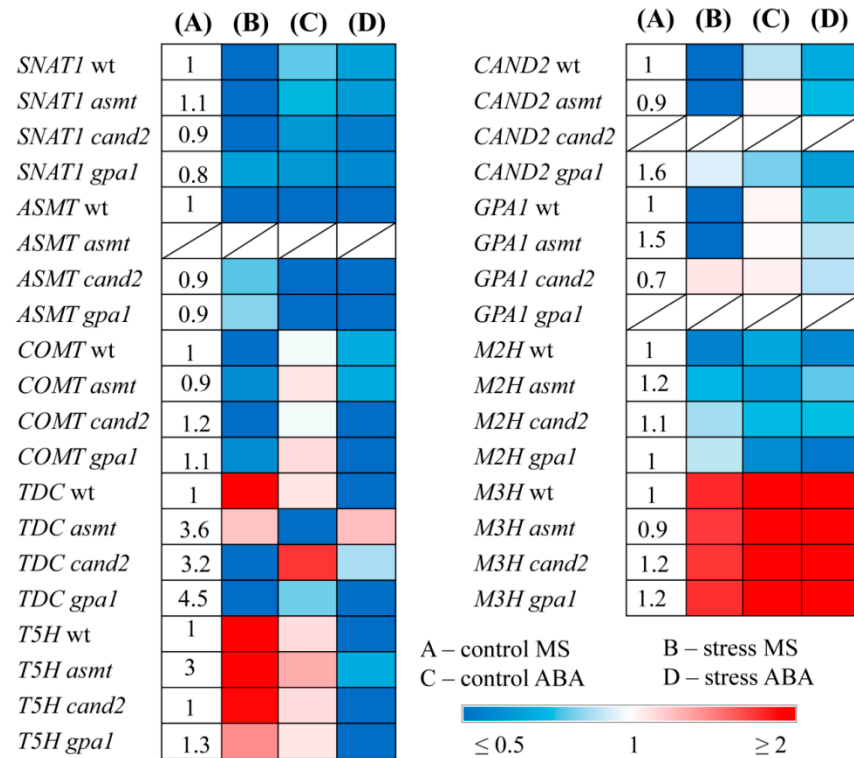 (A) (B) (C) (D)
SNAT1 wt 1
SNAT1 asmt 1.1
SNAT1 cand2 0.9
SNAT1 gpa1 0.8
ASMT wt 1
ASMT asmt
ASMT cand2 0.9
ASMT gpa1 0.9
COMT wt 1
COMT asmt 0.9
COMT cand2 1.2
COMT gpa1 1.1
TDC wt 1
TDC asmt 3.6
TDC cand2 3.2
TDC gpa1 4.5
T5H wt 1
T5H asmt 3
T5H cand2 1
T5H gpa1 1.3
(A) (B) (C) (D)
CAND2 wt 1
CAND2 asmt 0.9
CAND2 cand2
CAND2 gpa1 1.6
GPA1 wt 1
GPA1 asmt 1.5
GPA1 cand2 0.7
GPA1 gpa1
M2H wt 1
M2H asmt 1.2
M2H cand2 1.1
M2H gpa1 1
M3H wt 1
M3H asmt 0.9
M3H cand2 1.2
M3H gpa1 1.2
A – control MS B – stress MS
C – control ABA D – stress ABA
≤ 0.5 1 ≥ 2